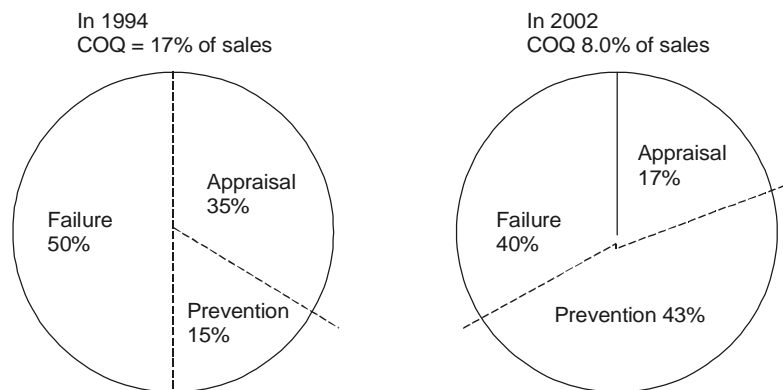 In 1994
COQ = 17% of sales
Failure
50%
Appraisal
35%
Prevention
15%
In 2002
COQ 8.0% of sales
Appraisal
17%
Failure
40%
Prevention 43%